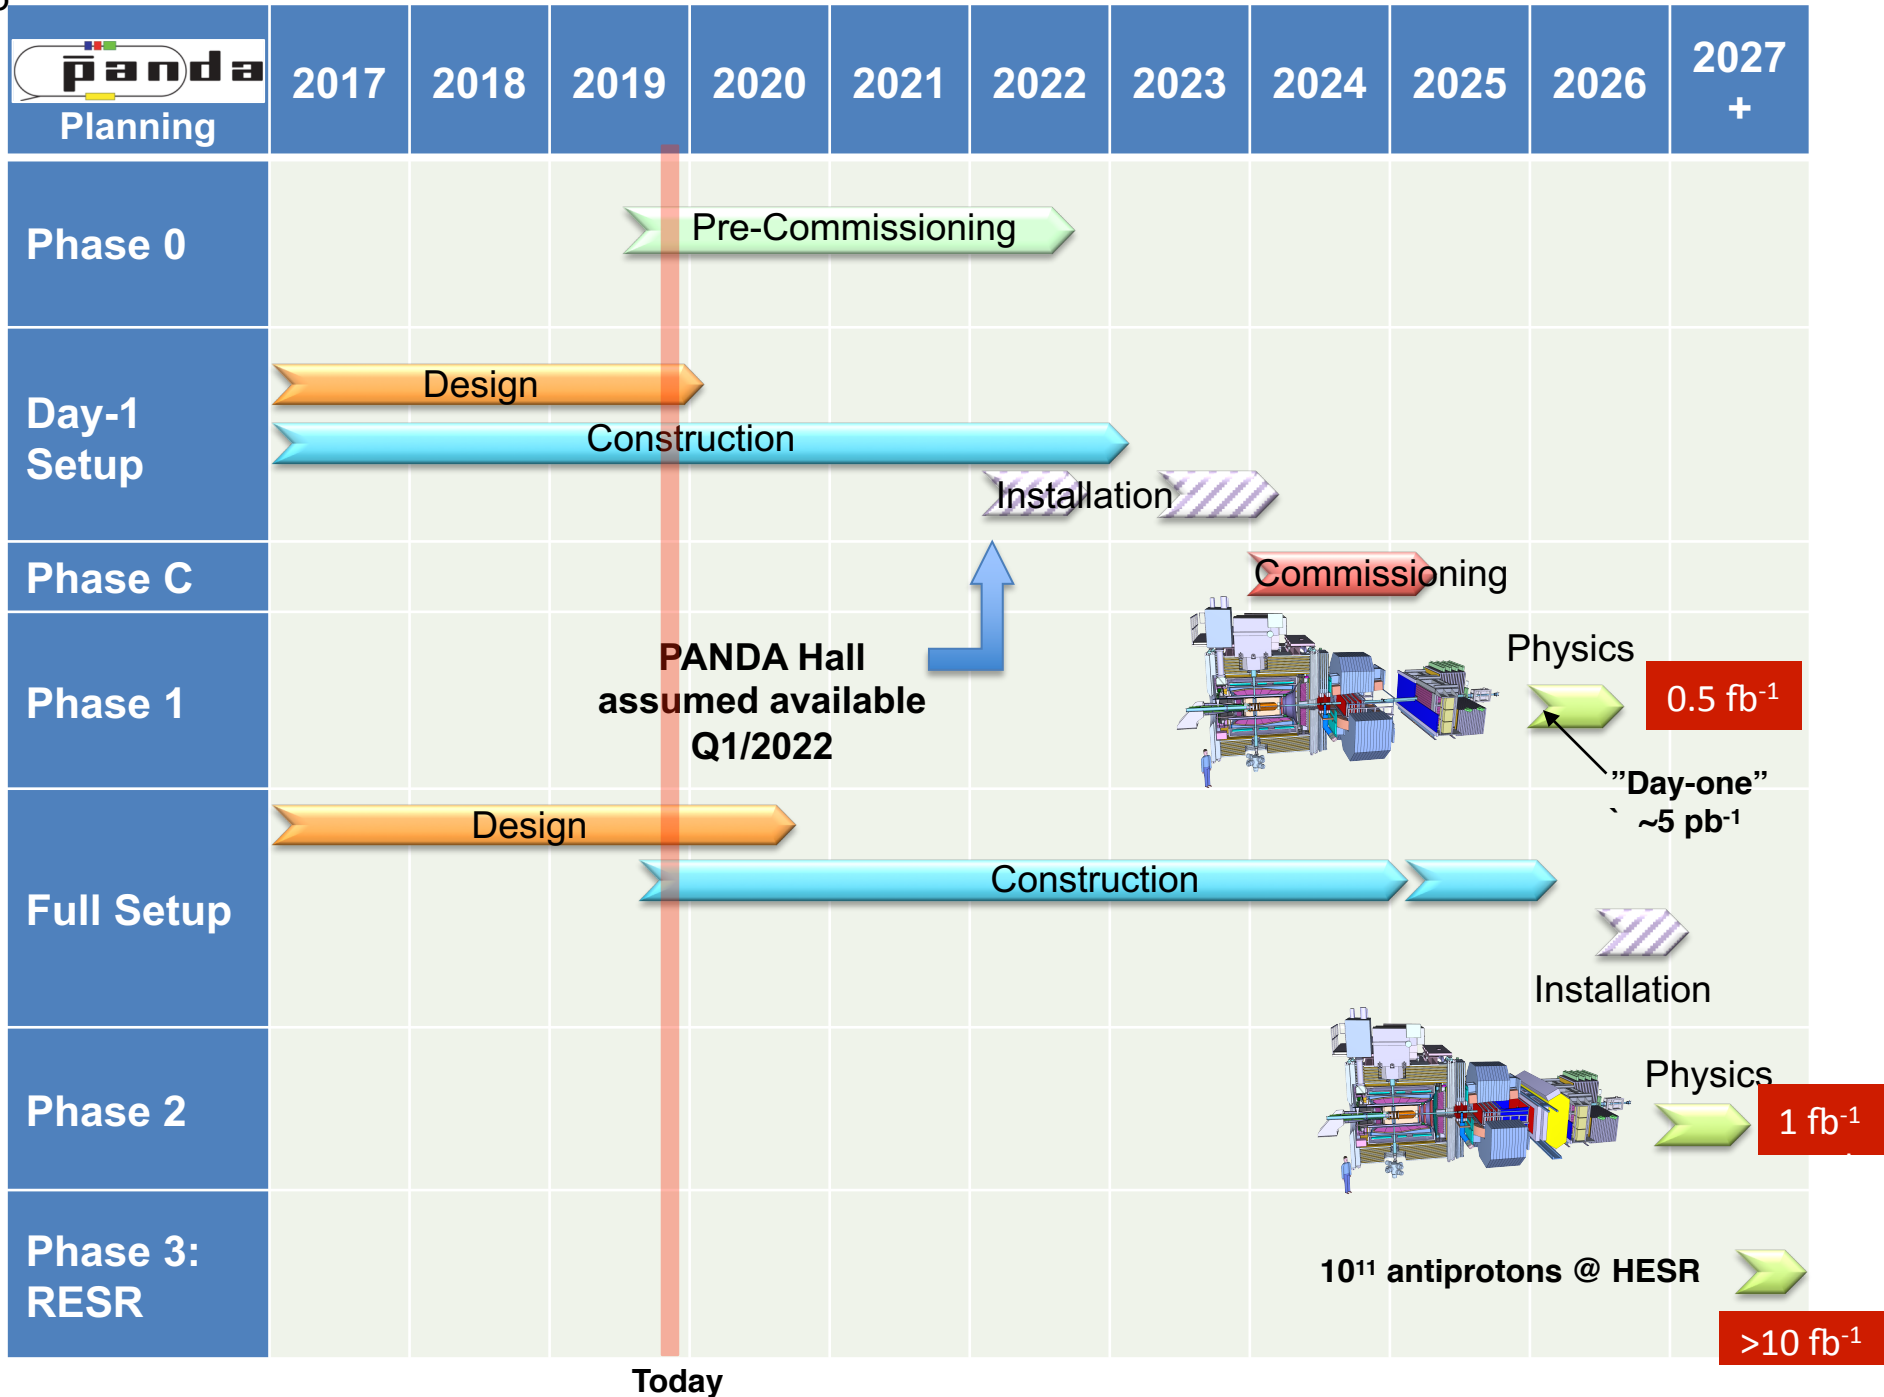 p̄anda
Planning
2017
2018
2019
2020
2021
2022
2023
2024
2025
2026
2027
+
Phase 0
Pre-Commissioning
Day-1
Setup
Design
Construction
Installation
Phase C
Commissioning
Phase 1
PANDA Hall
assumed available
Q1/2022
Physics
0.5 fb⁻¹
”Day-one”
` ~5 pb⁻¹
Full Setup
Design
Construction
Installation
Phase 2
Physics
1 fb⁻¹
Phase 3:
RESR
10¹¹ antiprotons @ HESR
>10 fb⁻¹
Today